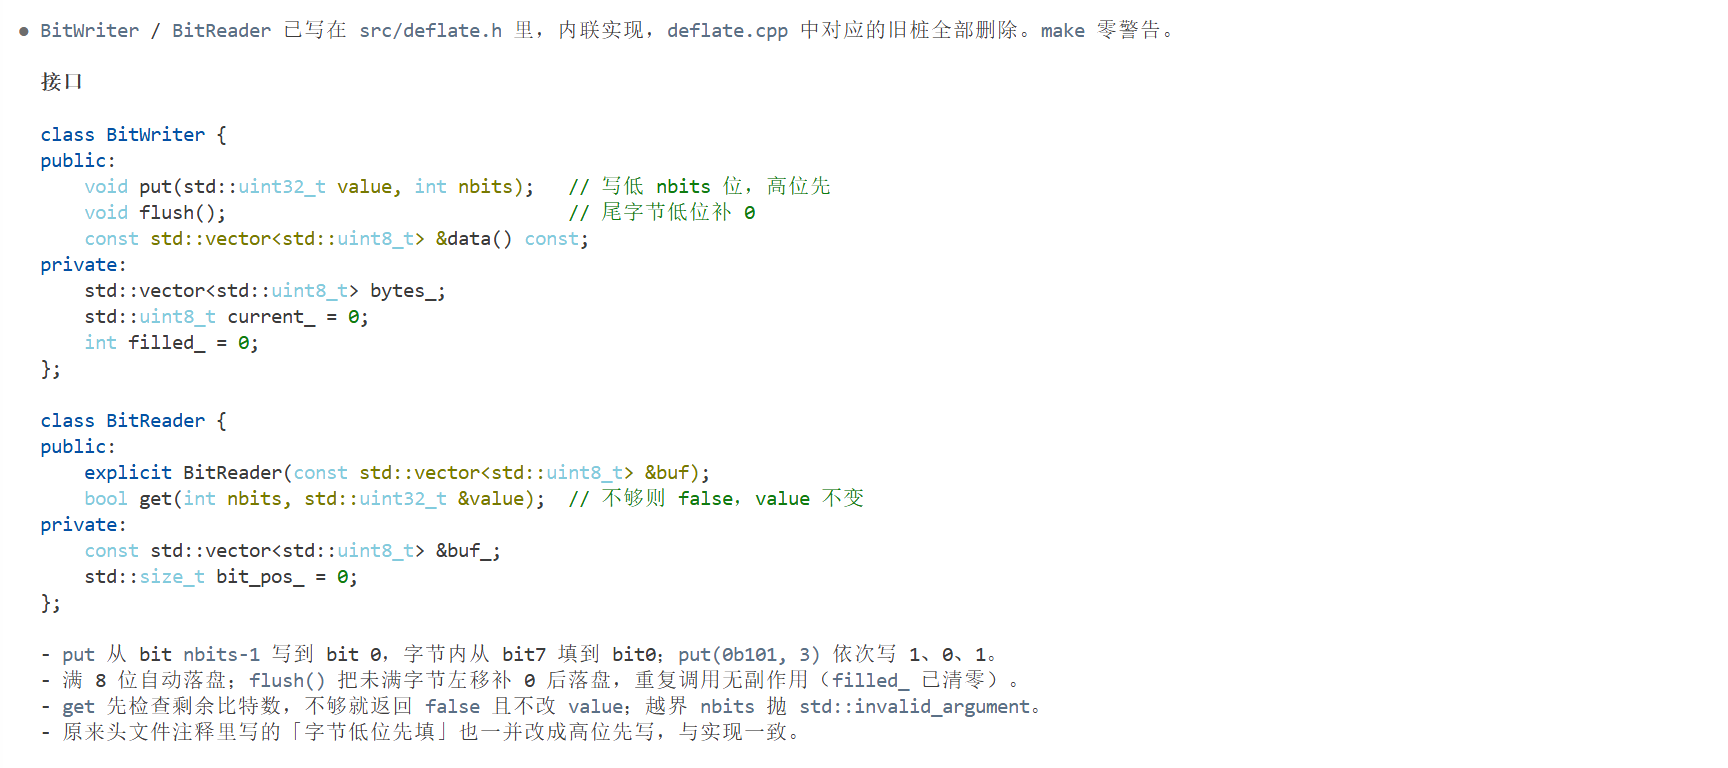 ● BitWriter / BitReader 已写在 src/deflate.h 里，内联实现，deflate.cpp 中对应的旧桩全部删除。make 零警告。
接口
class BitWriter {
public:
    void put(std::uint32_t value, int nbits);   // 写低 nbits 位，高位先
    void flush();                               // 尾字节低位补 0
    const std::vector<std::uint8_t> &data() const;
private:
    std::vector<std::uint8_t> bytes_;
    std::uint8_t current_ = 0;
    int filled_ = 0;
};
class BitReader {
public:
    explicit BitReader(const std::vector<std::uint8_t> &buf);
    bool get(int nbits, std::uint32_t &value);  // 不够则 false，value 不变
private:
    const std::vector<std::uint8_t> &buf_;
    std::size_t bit_pos_ = 0;
};
- put 从 bit nbits-1 写到 bit 0，字节内从 bit7 填到 bit0；put(0b101, 3) 依次写 1、0、1。
- 满 8 位自动落盘；flush() 把未满字节左移补 0 后落盘，重复调用无副作用（filled_ 已清零）。
- get 先检查剩余比特数，不够就返回 false 且不改 value；越界 nbits 抛 std::invalid_argument。
- 原来头文件注释里写的「字节低位先填」也一并改成高位先写，与实现一致。